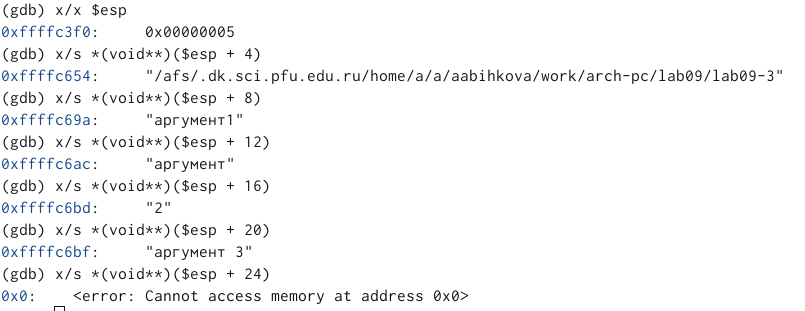 (gdb) x/x $esp
0xffffc3f0:     0x00000005
(gdb) x/s *(void**)($esp + 4)
0xffffc654:     "/afs/.dk.sci.pfu.edu.ru/home/a/a/aabihkova/work/arch-pc/lab09/lab09-3"
(gdb) x/s *(void**)($esp + 8)
0xffffc69a:     "аргумент1"
(gdb) x/s *(void**)($esp + 12)
0xffffc6ac:     "аргумент"
(gdb) x/s *(void**)($esp + 16)
0xffffc6bd:     "2"
(gdb) x/s *(void**)($esp + 20)
0xffffc6bf:     "аргумент 3"
(gdb) x/s *(void**)($esp + 24)
0x0:    <error: Cannot access memory at address 0x0>